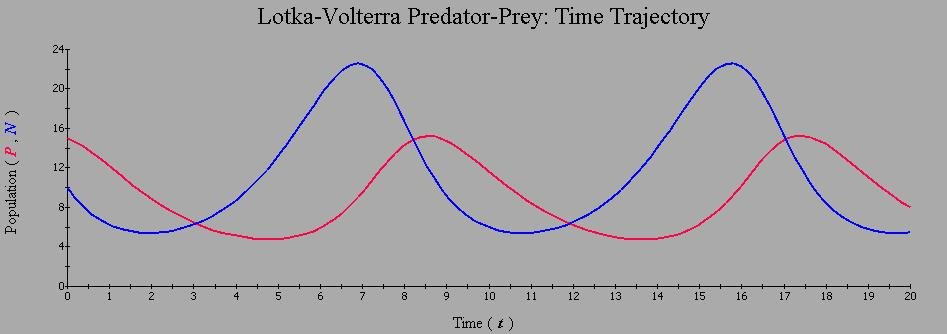 Lotka-Volterra Predator-Prey: Time Trajectory
Population ( P , N )
24
20
16
12
8
4
0
0 1 2 3 4 5 6 7 8 9 10 11 12 13 14 15 16 17 18 19 20
Time ( t )